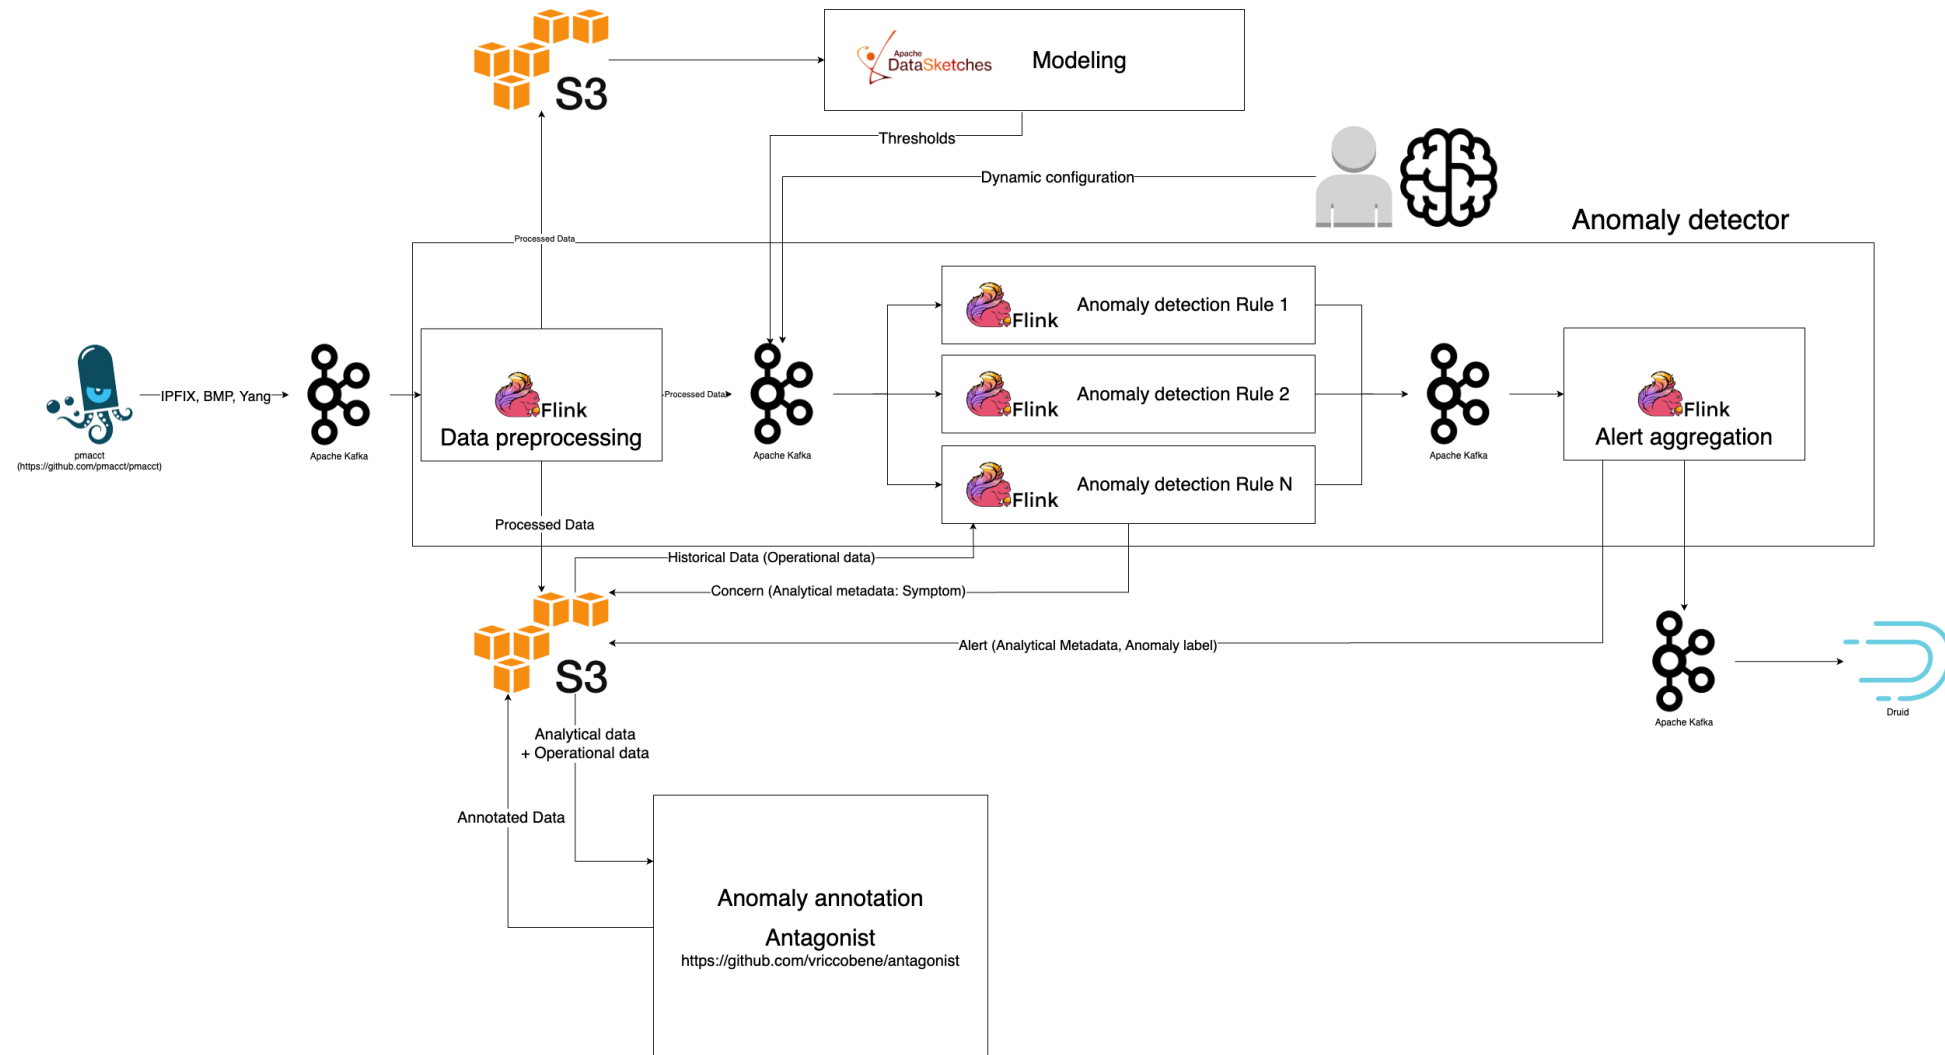 S3
Apache
DataSketches
Modeling
Thresholds
Dynamic configuration
Anomaly detector
Processed Data
Flink
Anomaly detection Rule 1
IPFIX, BMP, Yang
pmacct
(https://github.com/pmacct/pmacct)
Apache Kafka
Flink
Data preprocessing
Processed Data
Apache Kafka
Flink
Anomaly detection Rule 2
Flink
Anomaly detection Rule N
Apache Kafka
Flink
Alert aggregation
Processed Data
Historical Data (Operational data)
Concern (Analytical metadata: Symptom)
Alert (Analytical Metadata, Anomaly label)
S3
Apache Kafka
Druid
Analytical data
+ Operational data
Annotated Data
Anomaly annotation
Antagonist
https://github.com/vriccobene/antagonist